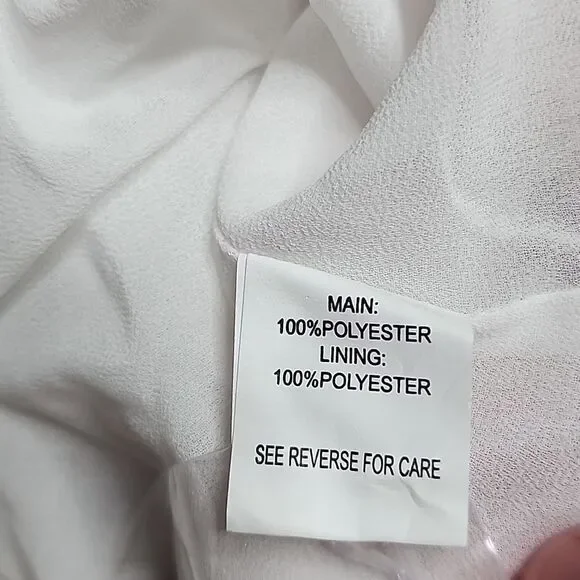 MAIN:
100%POLYESTER
LINING:
100%POLYESTER
SEE REVERSE FOR CARE